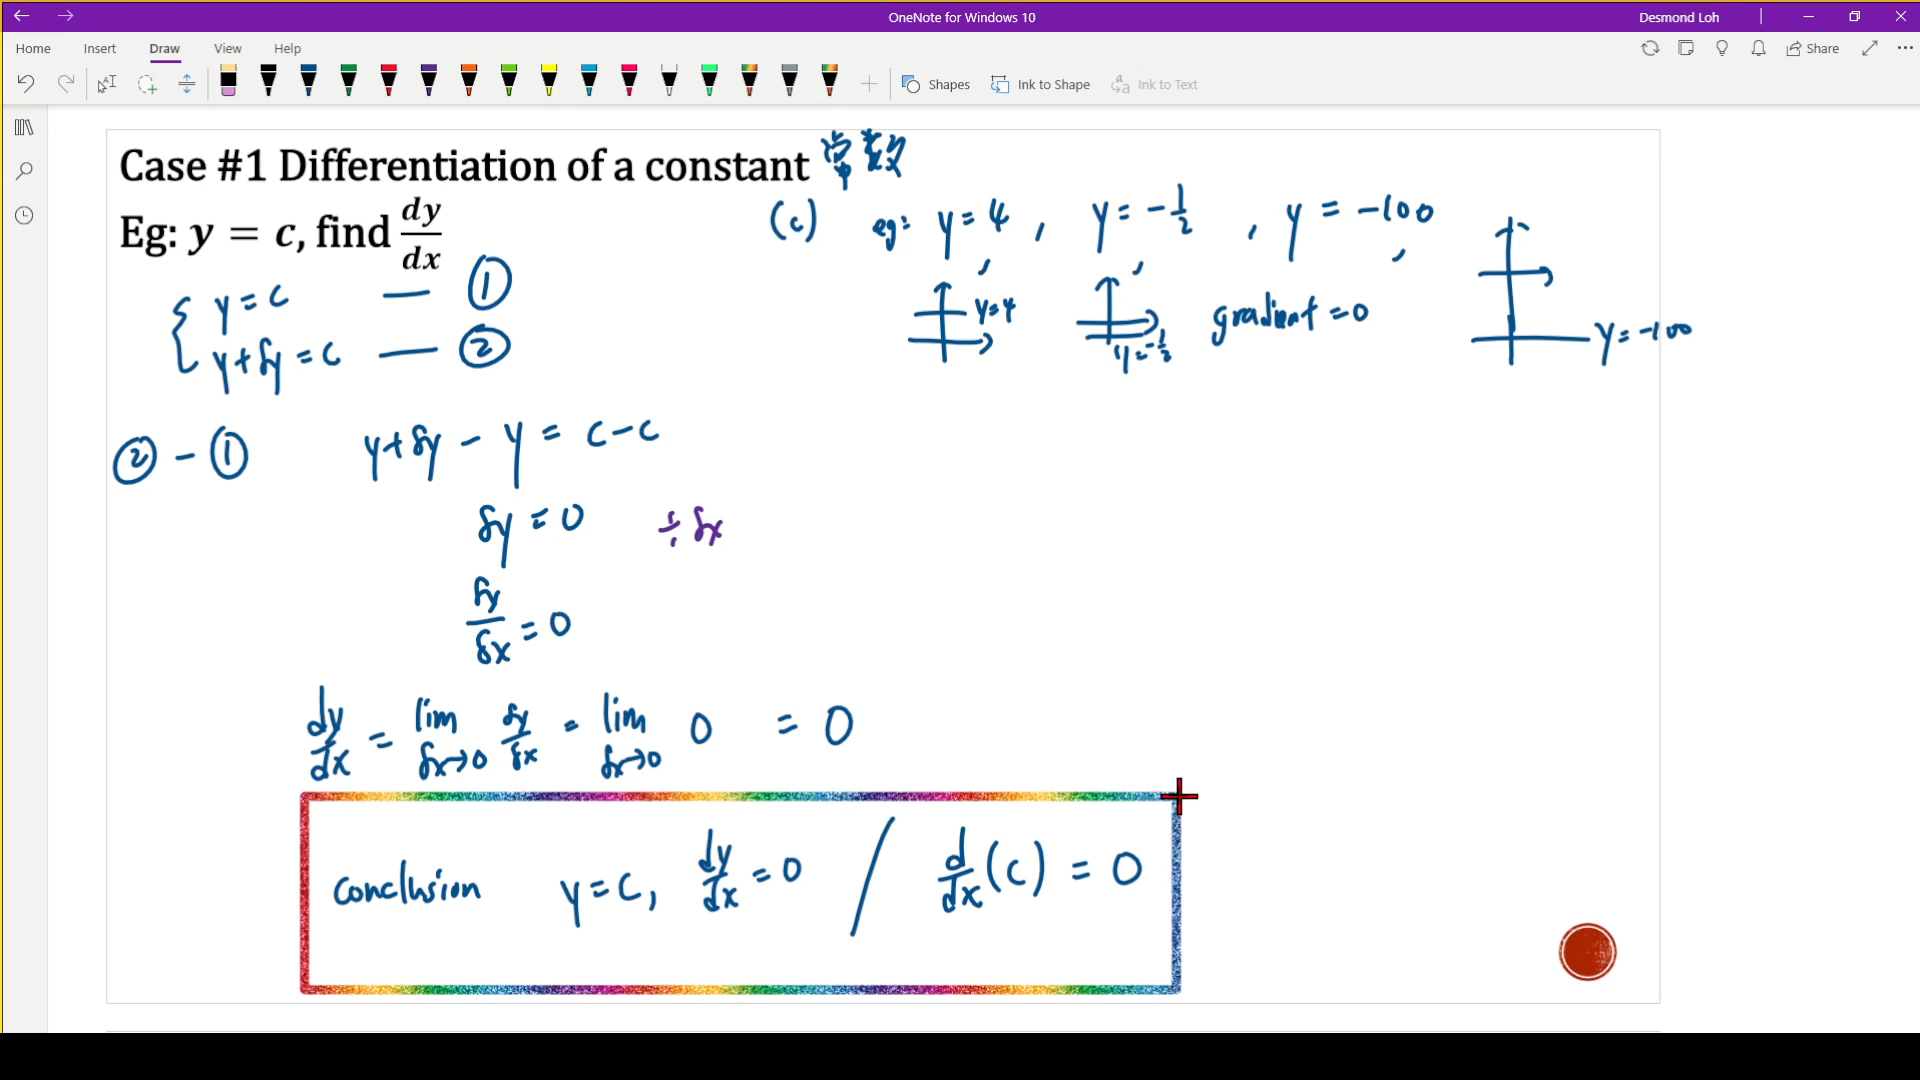 OneNote for Windows 10
Desmond Loh
Home Insert Draw View Help
Share
Shapes Ink to Shape Ink to Text
Case #1 Differentiation of a constant 常数
Eg: y = c, find dy/dx
(c) eg: y = 4 , y = -1/2 , y = -100
y = c — ①
y + δy = c — ②
y=4
y=-1/2
gradient = 0
y = -100
② - ① y + δy - y = c - c
δy = 0 ÷ δx
δy/δx = 0
dy/dx = lim δx→0 δy/δx = lim δx→0 0 = 0
Conclusion y = c, dy/dx = 0 / d/dx (c) = 0